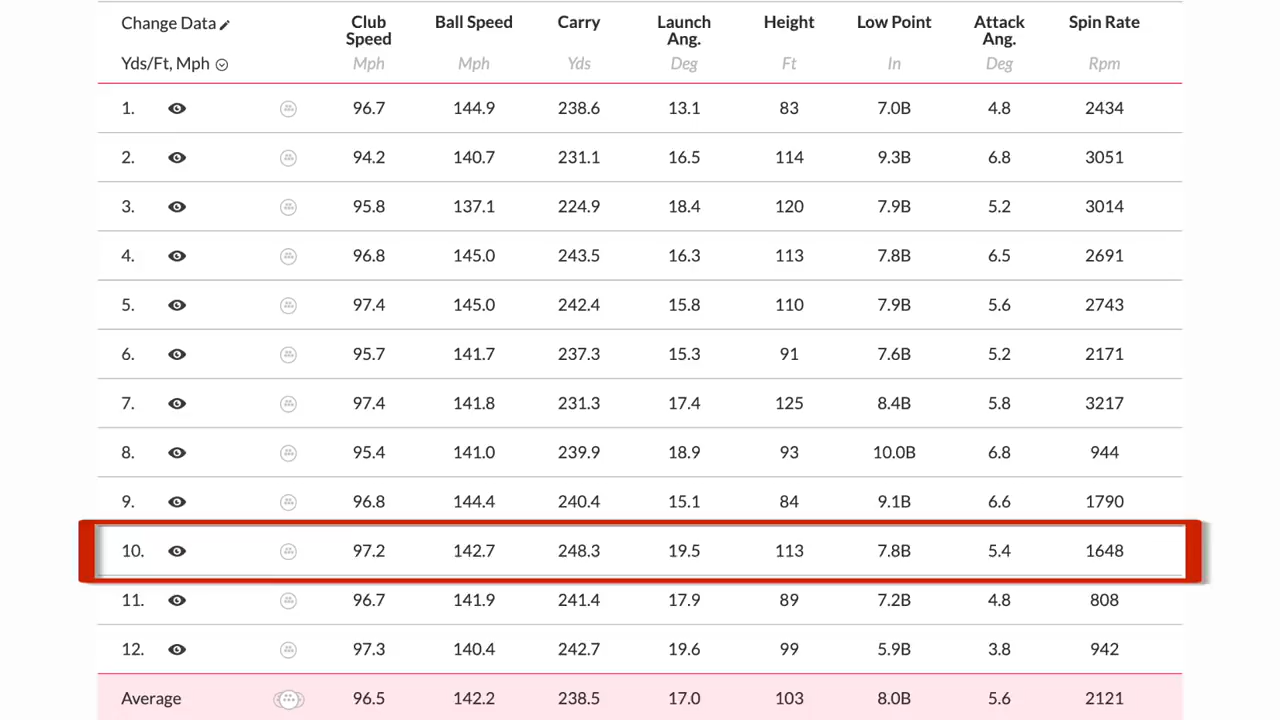 Change Data Club Speed Ball Speed Carry Launch Ang. Height Low Point Attack Ang. Spin Rate
Yds/Ft, Mph Mph Mph Yds Deg Ft In Deg Rpm
1. 96.7 144.9 238.6 13.1 83 7.0B 4.8 2434
2. 94.2 140.7 231.1 16.5 114 9.3B 6.8 3051
3. 95.8 137.1 224.9 18.4 120 7.9B 5.2 3014
4. 96.8 145.0 243.5 16.3 113 7.8B 6.5 2691
5. 97.4 145.0 242.4 15.8 110 7.9B 5.6 2743
6. 95.7 141.7 237.3 15.3 91 7.6B 5.2 2171
7. 97.4 141.8 231.3 17.4 125 8.4B 5.8 3217
8. 95.4 141.0 239.9 18.9 93 10.0B 6.8 944
9. 96.8 144.4 240.4 15.1 84 9.1B 6.6 1790
10. 97.2 142.7 248.3 19.5 113 7.8B 5.4 1648
11. 96.7 141.9 241.4 17.9 89 7.2B 4.8 808
12. 97.3 140.4 242.7 19.6 99 5.9B 3.8 942
Average 96.5 142.2 238.5 17.0 103 8.0B 5.6 2121